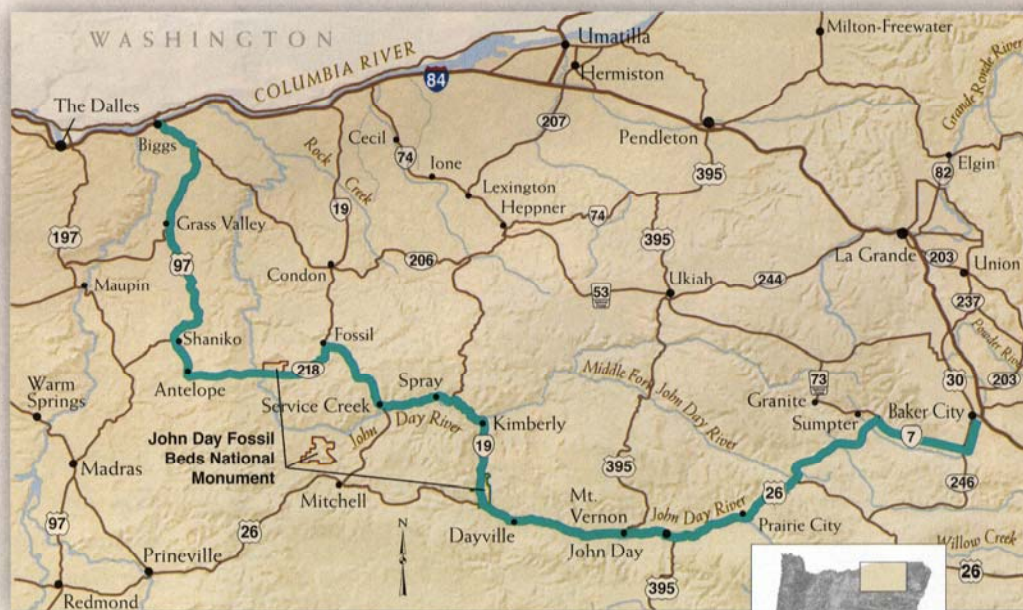 WASHINGTON
COLUMBIA RIVER
84
Umatilla
Hermiston
Milton-Freewater
Grande Ronde River
The Dalles
Biggs
Rock
Creek
Cecil
74
Ione
207
Pendleton
395
Elgin
82
Lexington
Heppner
74
Grass Valley
197
97
19
206
395
La Grande
203
Union
Condon
Maupin
53
Ukiah
244
237
Powder River
Shaniko
Fossil
Antelope
218
Middle Fork John Day River
73
30
203
Warm
Springs
Service Creek
Spray
Kimberly
Granite
Sumpter
Baker City
7
John
Day River
John Day Fossil
Beds National
Monument
19
246
Madras
Mitchell
395
26
97
26
Dayville
Mt.
Vernon
John Day
John Day River
Prairie City
Willow Creek
26
Prineville
N
Redmond
395